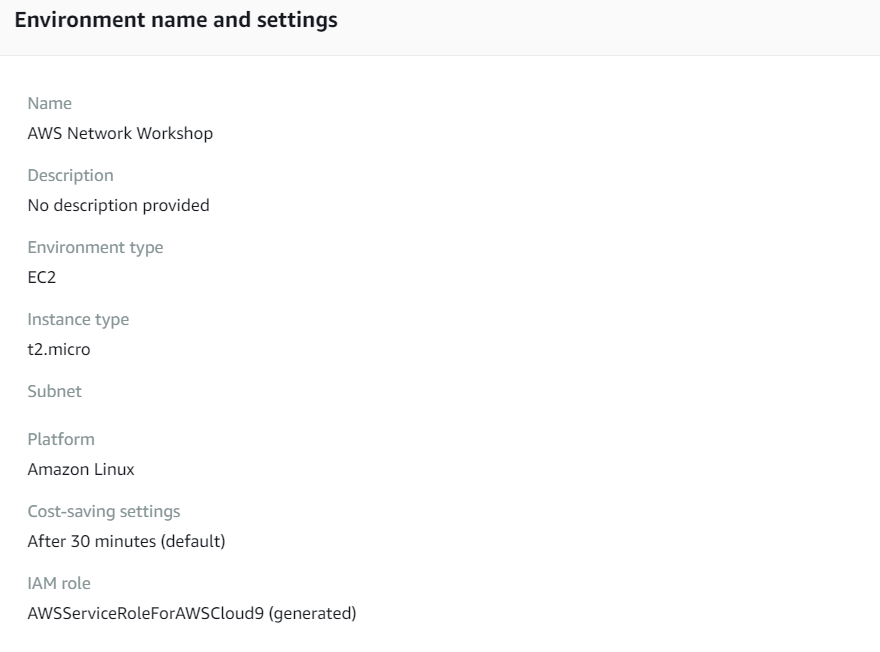 Environment name and settings
Name
AWS Network Workshop
Description
No description provided
Environment type
EC2
Instance type
t2.micro
Subnet
Platform
Amazon Linux
Cost-saving settings
After 30 minutes (default)
IAM role
AWSServiceRoleForAWSCloud9 (generated)